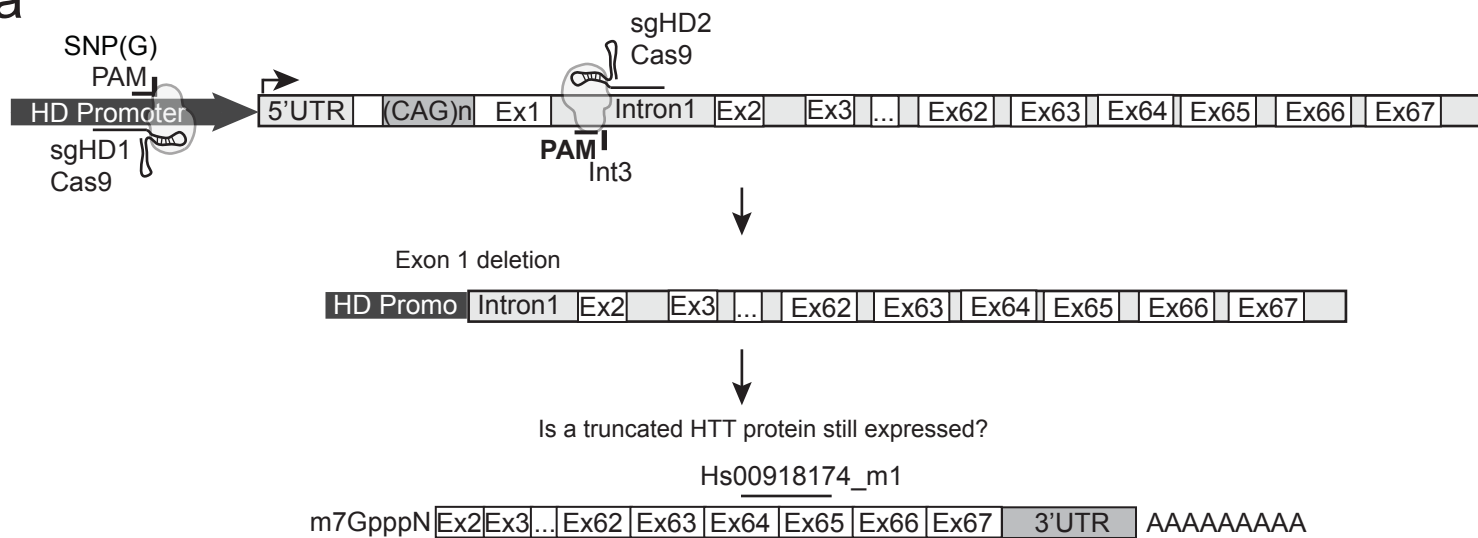 a
SNP(G)
PAM
HD Promoter
sgHD1
Cas9
sgHD2
Cas9
5'UTR (CAG)n Ex1 Intron1 Ex2 Ex3 ... Ex62 Ex63 Ex64 Ex65 Ex66 Ex67
PAM
Int3
Exon 1 deletion
HD Promo Intron1 Ex2 Ex3 ... Ex62 Ex63 Ex64 Ex65 Ex66 Ex67
Is a truncated HTT protein still expressed?
Hs00918174_m1
m7GpppN Ex2 Ex3 ... Ex62 Ex63 Ex64 Ex65 Ex66 Ex67 3'UTR AAAAAAAAA